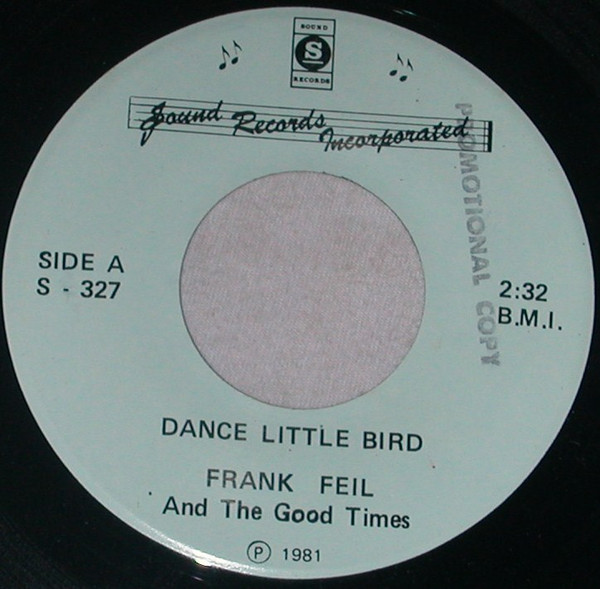 SOUND
S
RECORDS
Sound Records Incorporated
PROMOTIONAL COPY
SIDE A
S - 327
2:32
B.M.I.
DANCE LITTLE BIRD
FRANK FEIL
And The Good Times
Ⓟ 1981